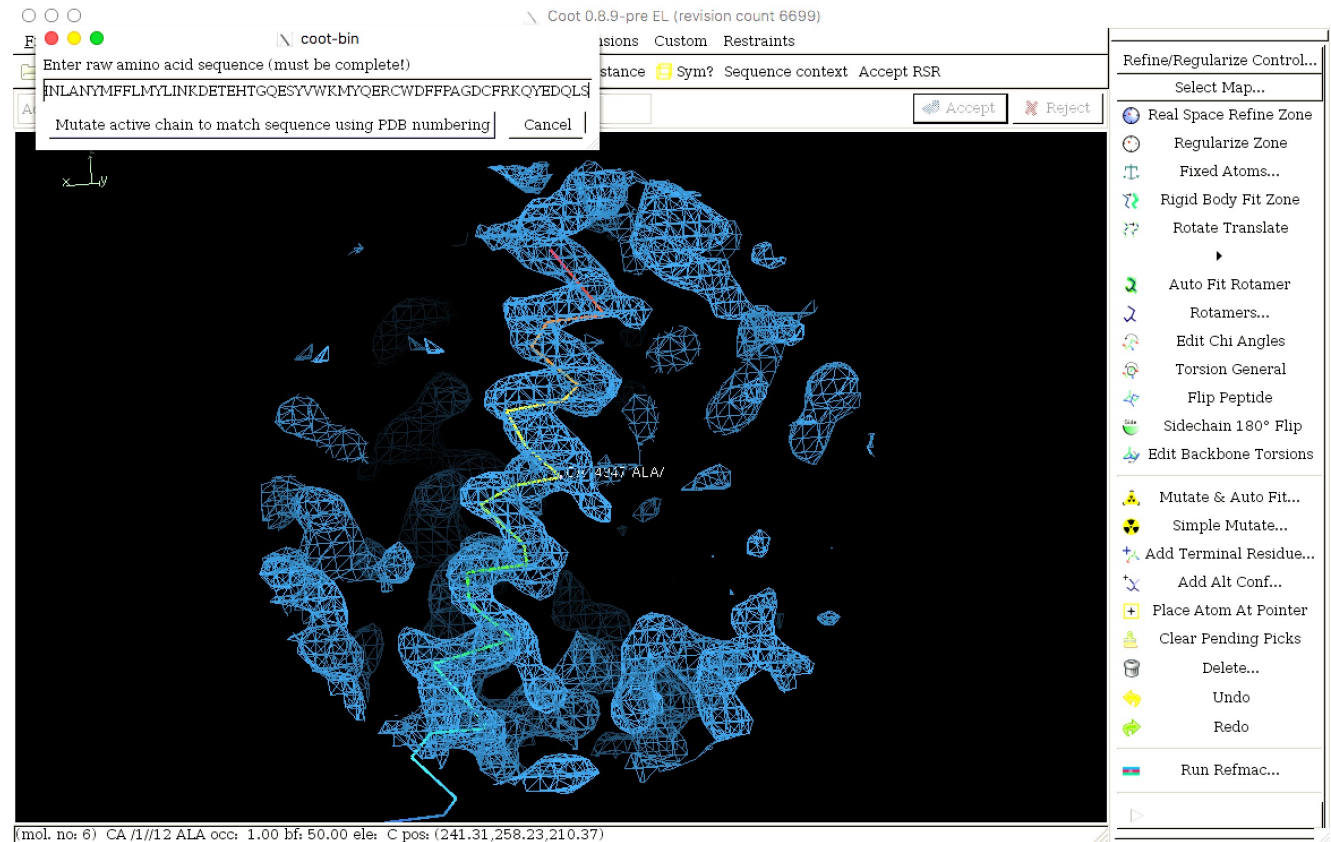 Coot 0.8.9-pre EL (revision count 6699)
coot-bin
Custom Restraints
Enter raw amino acid sequence (must be complete!)
INLANYMFFLMYLINKDETEHTGQESYVWKMYQERCWDFFPAGDCFRKQYEDQLS
Mutate active chain to match sequence using PDB numbering Cancel
Sym? Sequence context Accept RSR
Accept Reject
x y
ALA/
(mol. no: 6) CA /1//12 ALA occ: 1.00 bf: 50.00 ele: C pos: (241.31,258.23,210.37)
Refine/Regularize Control...
Select Map...
Real Space Refine Zone
Regularize Zone
Fixed Atoms...
Rigid Body Fit Zone
Rotate Translate
Auto Fit Rotamer
Rotamers...
Edit Chi Angles
Torsion General
Flip Peptide
Sidechain 180° Flip
Edit Backbone Torsions
Mutate & Auto Fit...
Simple Mutate...
Add Terminal Residue...
Add Alt Conf...
Place Atom At Pointer
Clear Pending Picks
Delete...
Undo
Redo
Run Refmac...